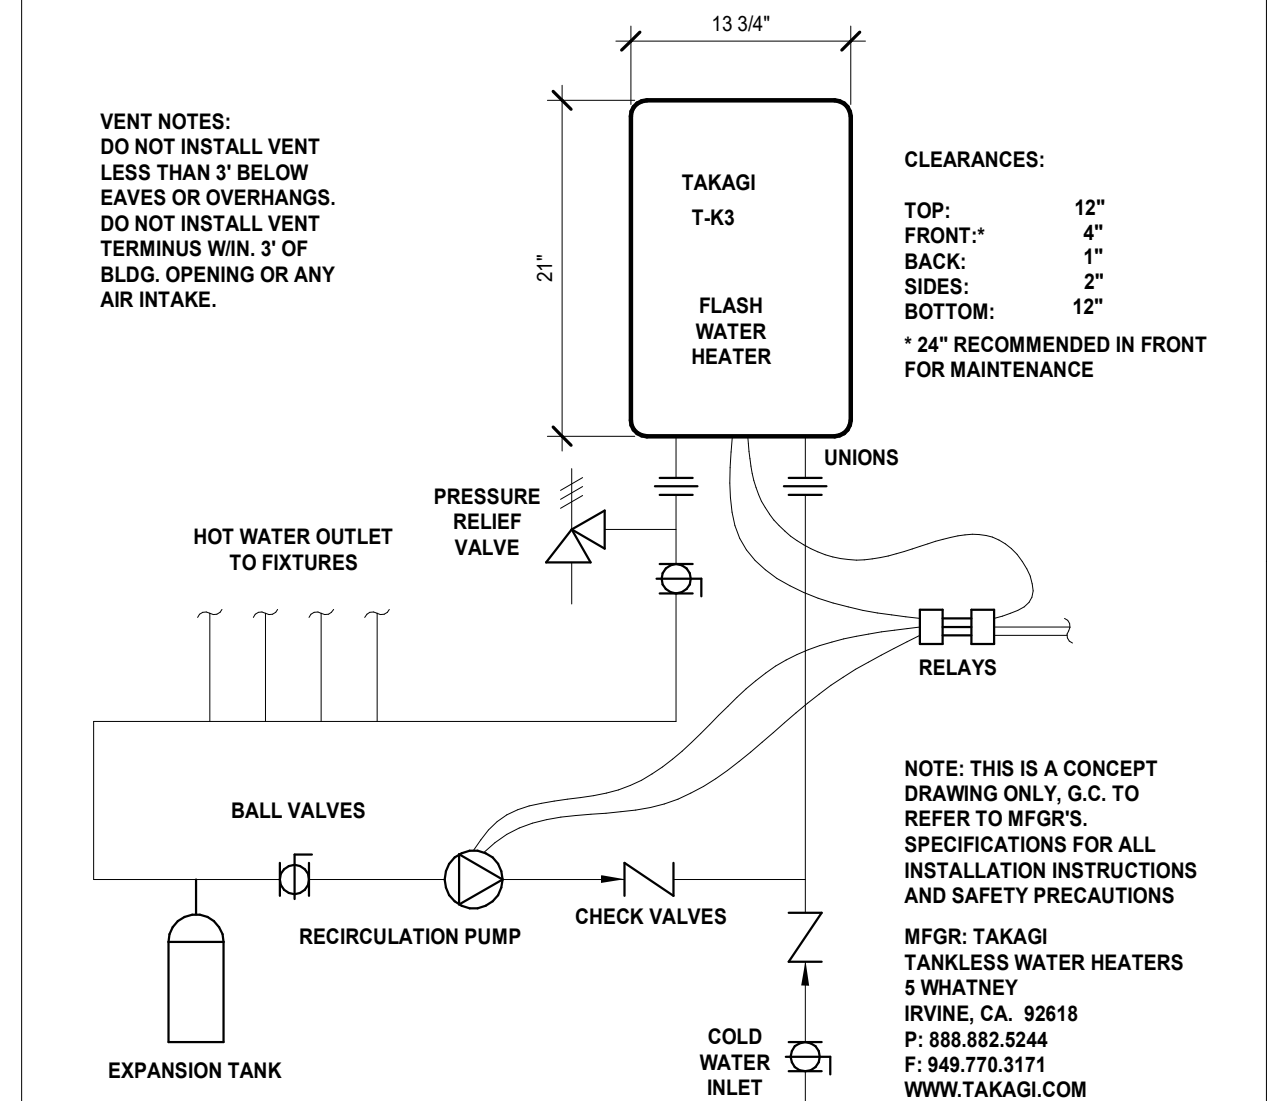 13 3/4"
VENT NOTES:
DO NOT INSTALL VENT
LESS THAN 3' BELOW
EAVES OR OVERHANGS.
DO NOT INSTALL VENT
TERMINUS W/IN. 3' OF
BLDG. OPENING OR ANY
AIR INTAKE.
21"
TAKAGI
T-K3
FLASH
WATER
HEATER
CLEARANCES:
TOP: 12"
FRONT:* 4"
BACK: 1"
SIDES: 2"
BOTTOM: 12"
* 24" RECOMMENDED IN FRONT
FOR MAINTENANCE
UNIONS
PRESSURE
RELIEF
VALVE
HOT WATER OUTLET
TO FIXTURES
RELAYS
BALL VALVES
RECIRCULATION PUMP
CHECK VALVES
EXPANSION TANK
COLD
WATER
INLET
NOTE: THIS IS A CONCEPT
DRAWING ONLY, G.C. TO
REFER TO MFGR'S.
SPECIFICATIONS FOR ALL
INSTALLATION INSTRUCTIONS
AND SAFETY PRECAUTIONS
MFGR: TAKAGI
TANKLESS WATER HEATERS
5 WHATNEY
IRVINE, CA. 92618
P: 888.882.5244
F: 949.770.3171
WWW.TAKAGI.COM